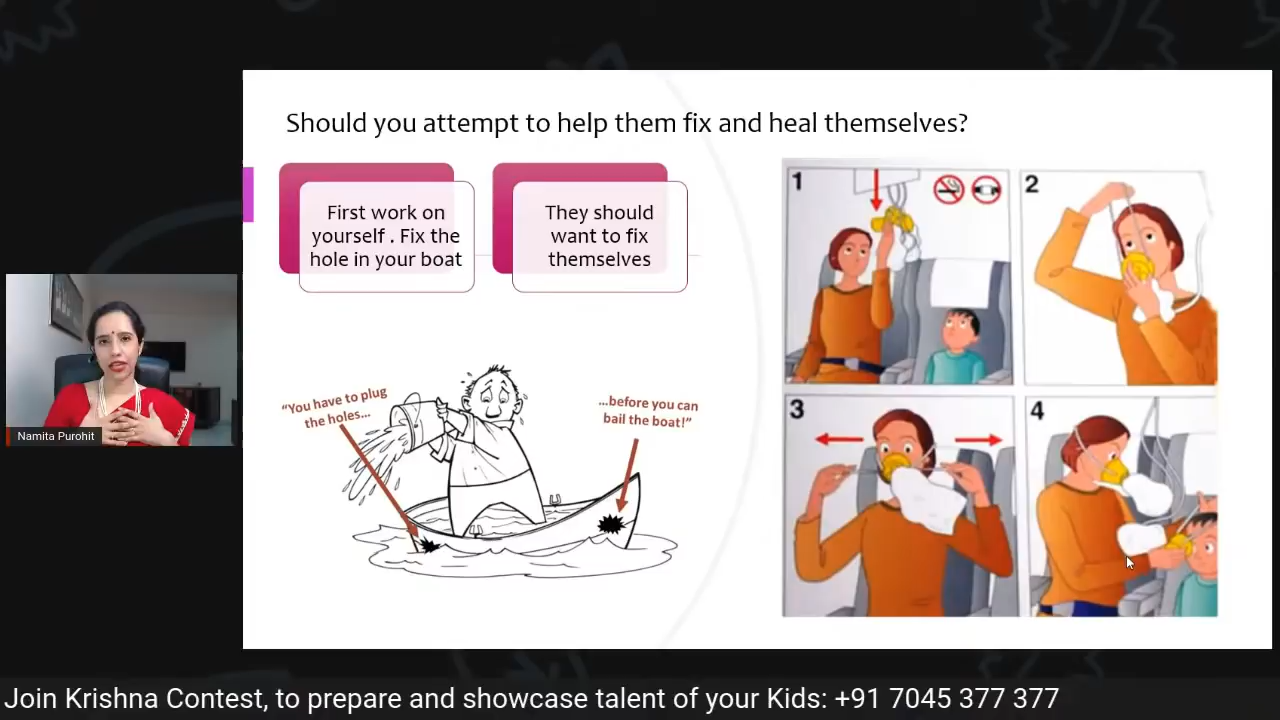 Should you attempt to help them fix and heal themselves?
First work on
yourself . Fix the
hole in your boat
They should
want to fix
themselves
"You have to plug
the holes...
...before you can
bail the boat!"
1
2
3
4
Namita Purohit
Join Krishna Contest, to prepare and showcase talent of your Kids: +91 7045 377 377